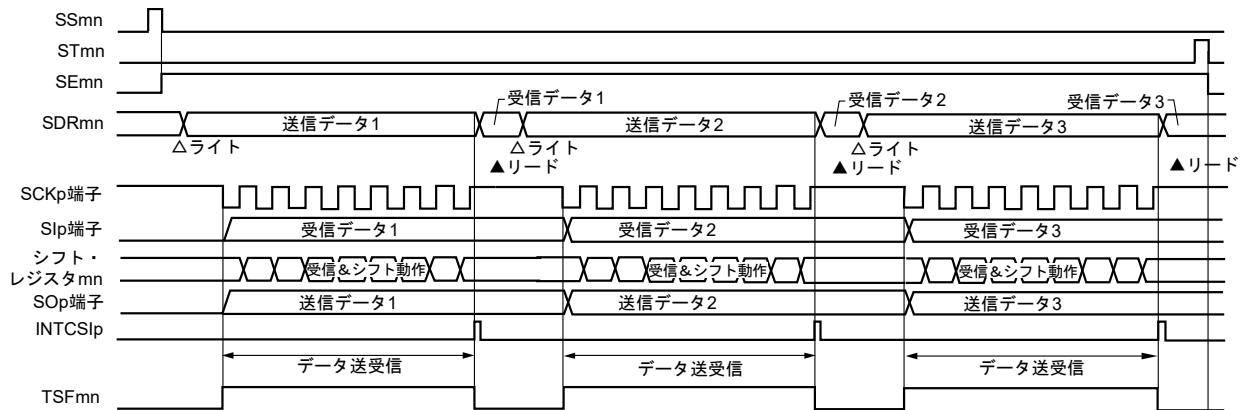 SSmn
STmn
SEmn
受信データ1
受信データ2
受信データ3
SDRmn
送信データ1
送信データ2
送信データ3
△ライト
△ライト
△ライト
▲リード
▲リード
▲リード
SCKp端子
SIp端子
受信データ1
受信データ2
受信データ3
シフト・
レジスタmn
受信&シフト動作
受信&シフト動作
受信&シフト動作
SOp端子
送信データ1
送信データ2
送信データ3
INTCSIp
データ送受信
データ送受信
データ送受信
TSFmn